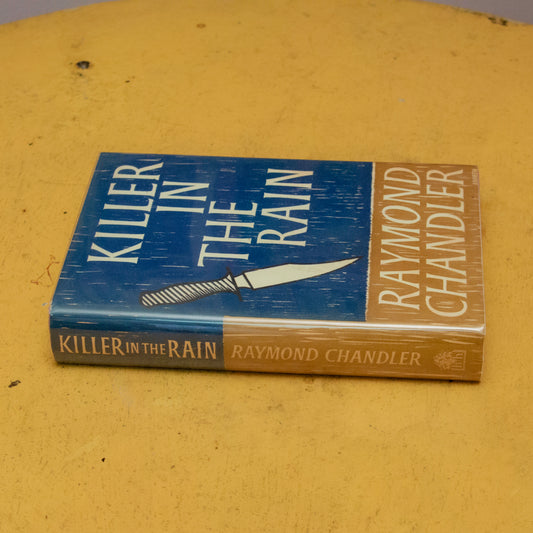 KILLER
IN
THE
RAIN
RAYMOND
CHANDLER
KILLER IN THE RAIN
RAYMOND CHANDLER